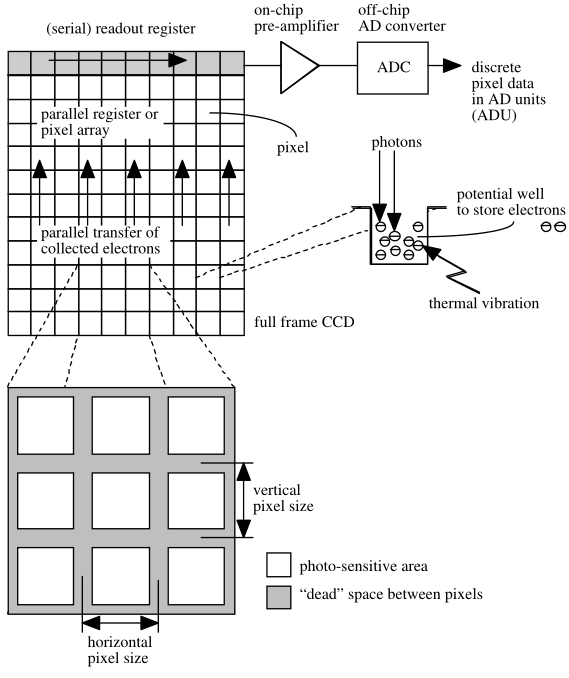 (serial) readout register
on-chip
pre-amplifier
off-chip
AD converter
ADC
discrete
pixel data
in AD units
(ADU)
parallel register or
pixel array
pixel
photons
potential well
to store electrons
parallel transfer of
collected electrons
thermal vibration
full frame CCD
vertical
pixel size
photo-sensitive area
“dead” space between pixels
horizontal
pixel size